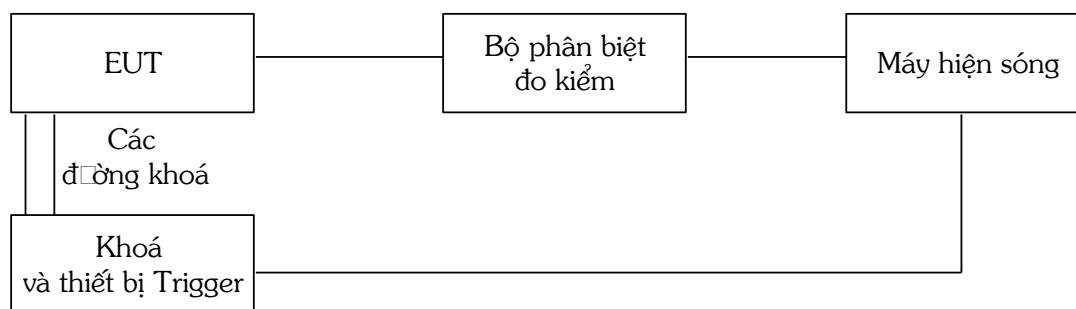 EUT
Bộ phân biệt
đo kiểm
Máy hiện sóng
Các
đ□ờng khoá
Khoá
và thiết bị Trigger